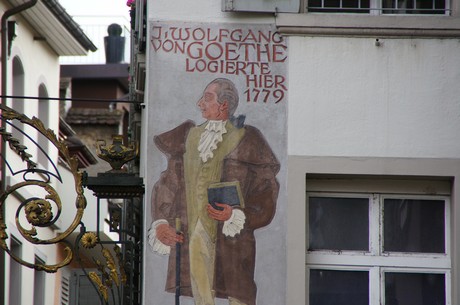 J: WOLFGANG
VON GOETHE
LOGIERTE
HIER
1779